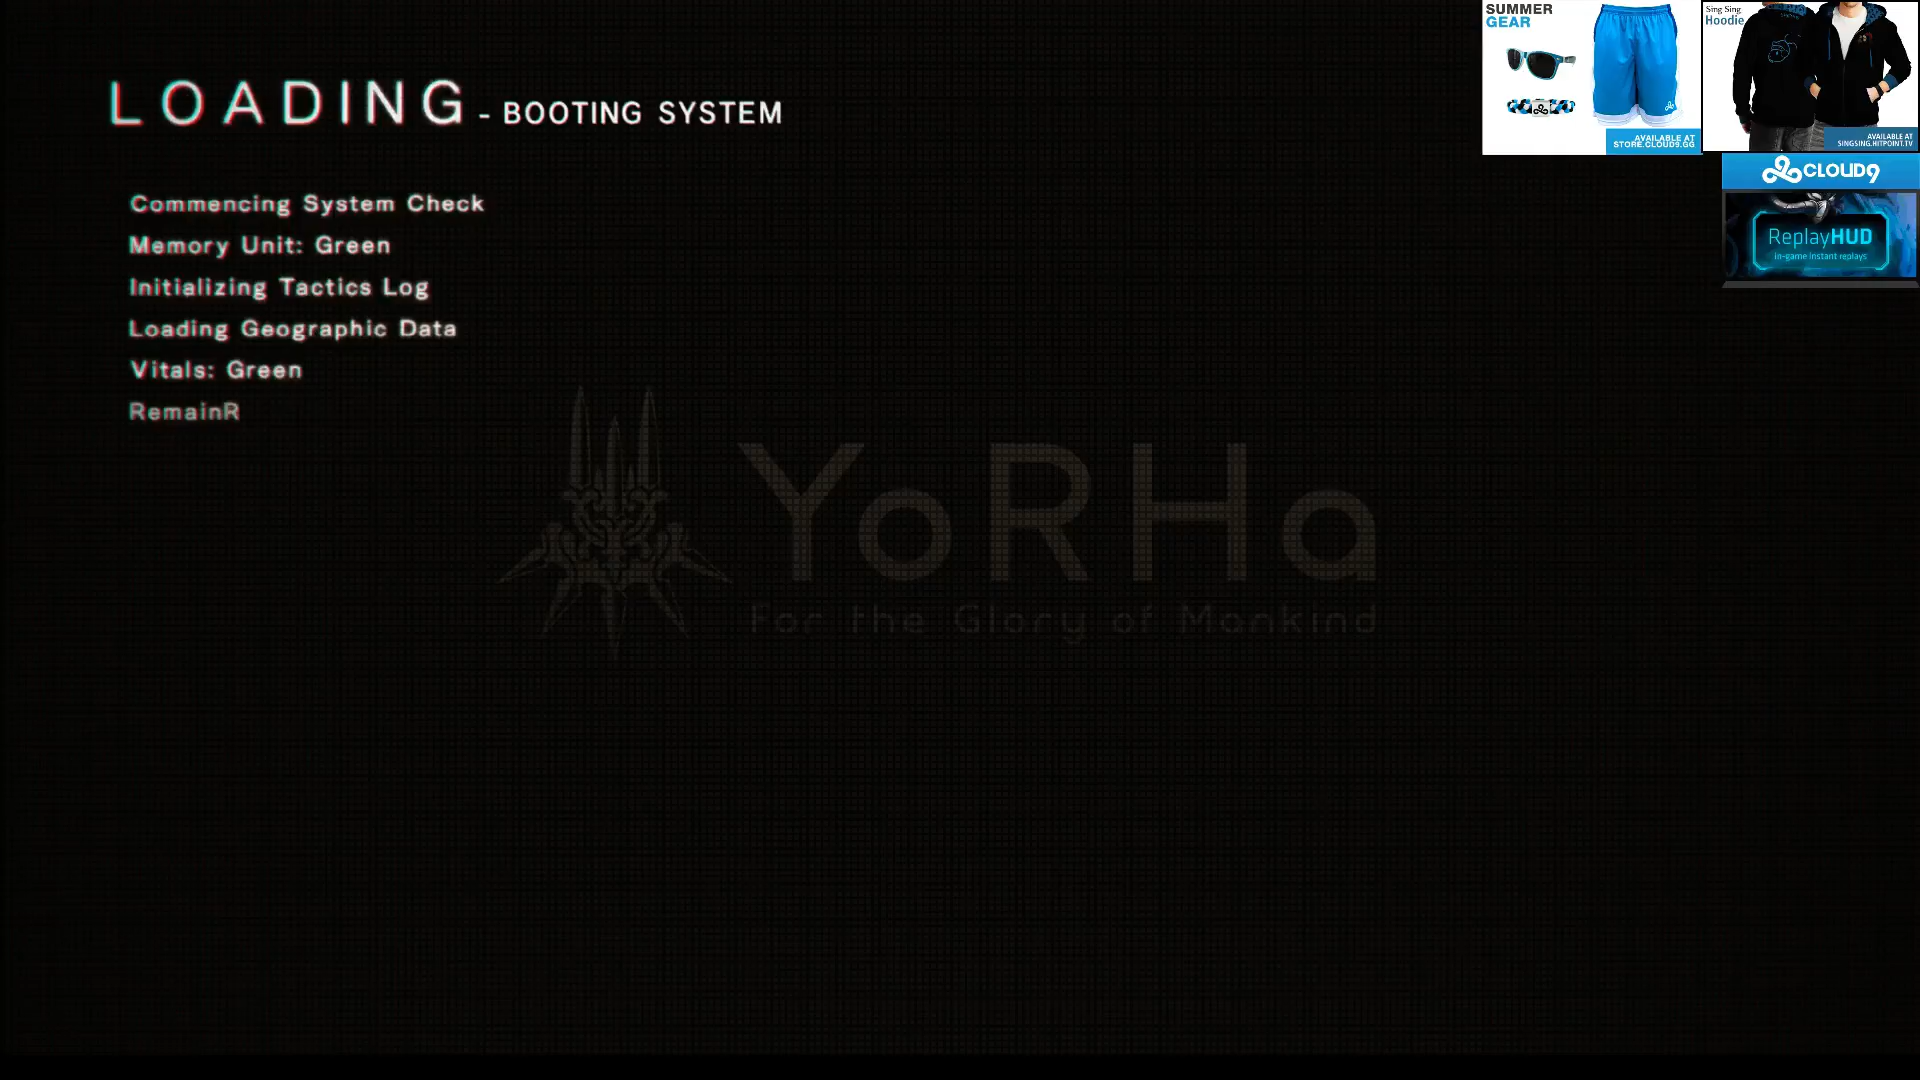 LOADING - BOOTING SYSTEM
Commencing System Check
Memory Unit: Green
Initializing Tactics Log
Loading Geographic Data
Vitals: Green
RemainR
YoRHa
For the Glory of Mankind
SUMMER
GEAR
AVAILABLE AT
STORE.CLOUD9.GG
Sing Sing
Hoodie
AVAILABLE AT
SINGSING.HITPOINT.TV
CLOUD9
ReplayHUD
in-game instant replays